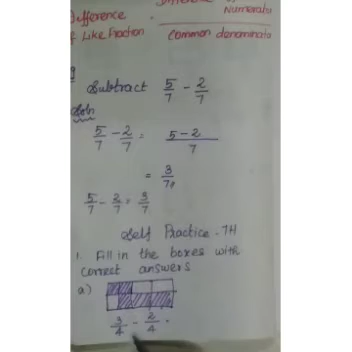 Difference Numerato
f Like Fraction = Common denominato
Subtract 5/7 - 2/7
Soln
5/7 - 2/7 = 5-2/7
= 3/7
5/7 - 2/7 = 3/7
Self Practice - 7H
1. Fill in the boxes with
correct answers
a)
3/4 - 2/4